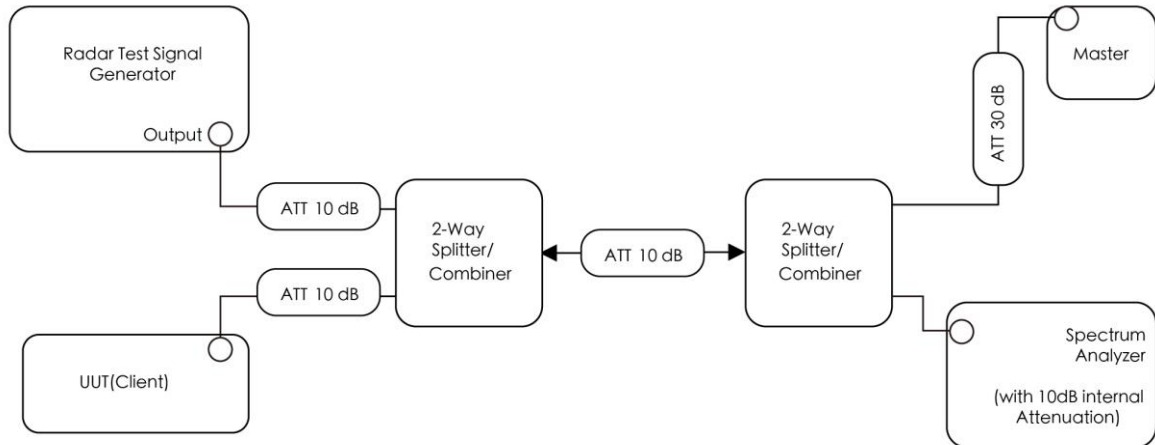 Radar Test Signal
Generator
Output
ATT 10 dB
2-Way
Splitter/
Combiner
ATT 10 dB
UUT(Client)
ATT 10 dB
2-Way
Splitter/
Combiner
ATT 30 dB
Master
Spectrum
Analyzer
(with 10dB internal
Attenuation)